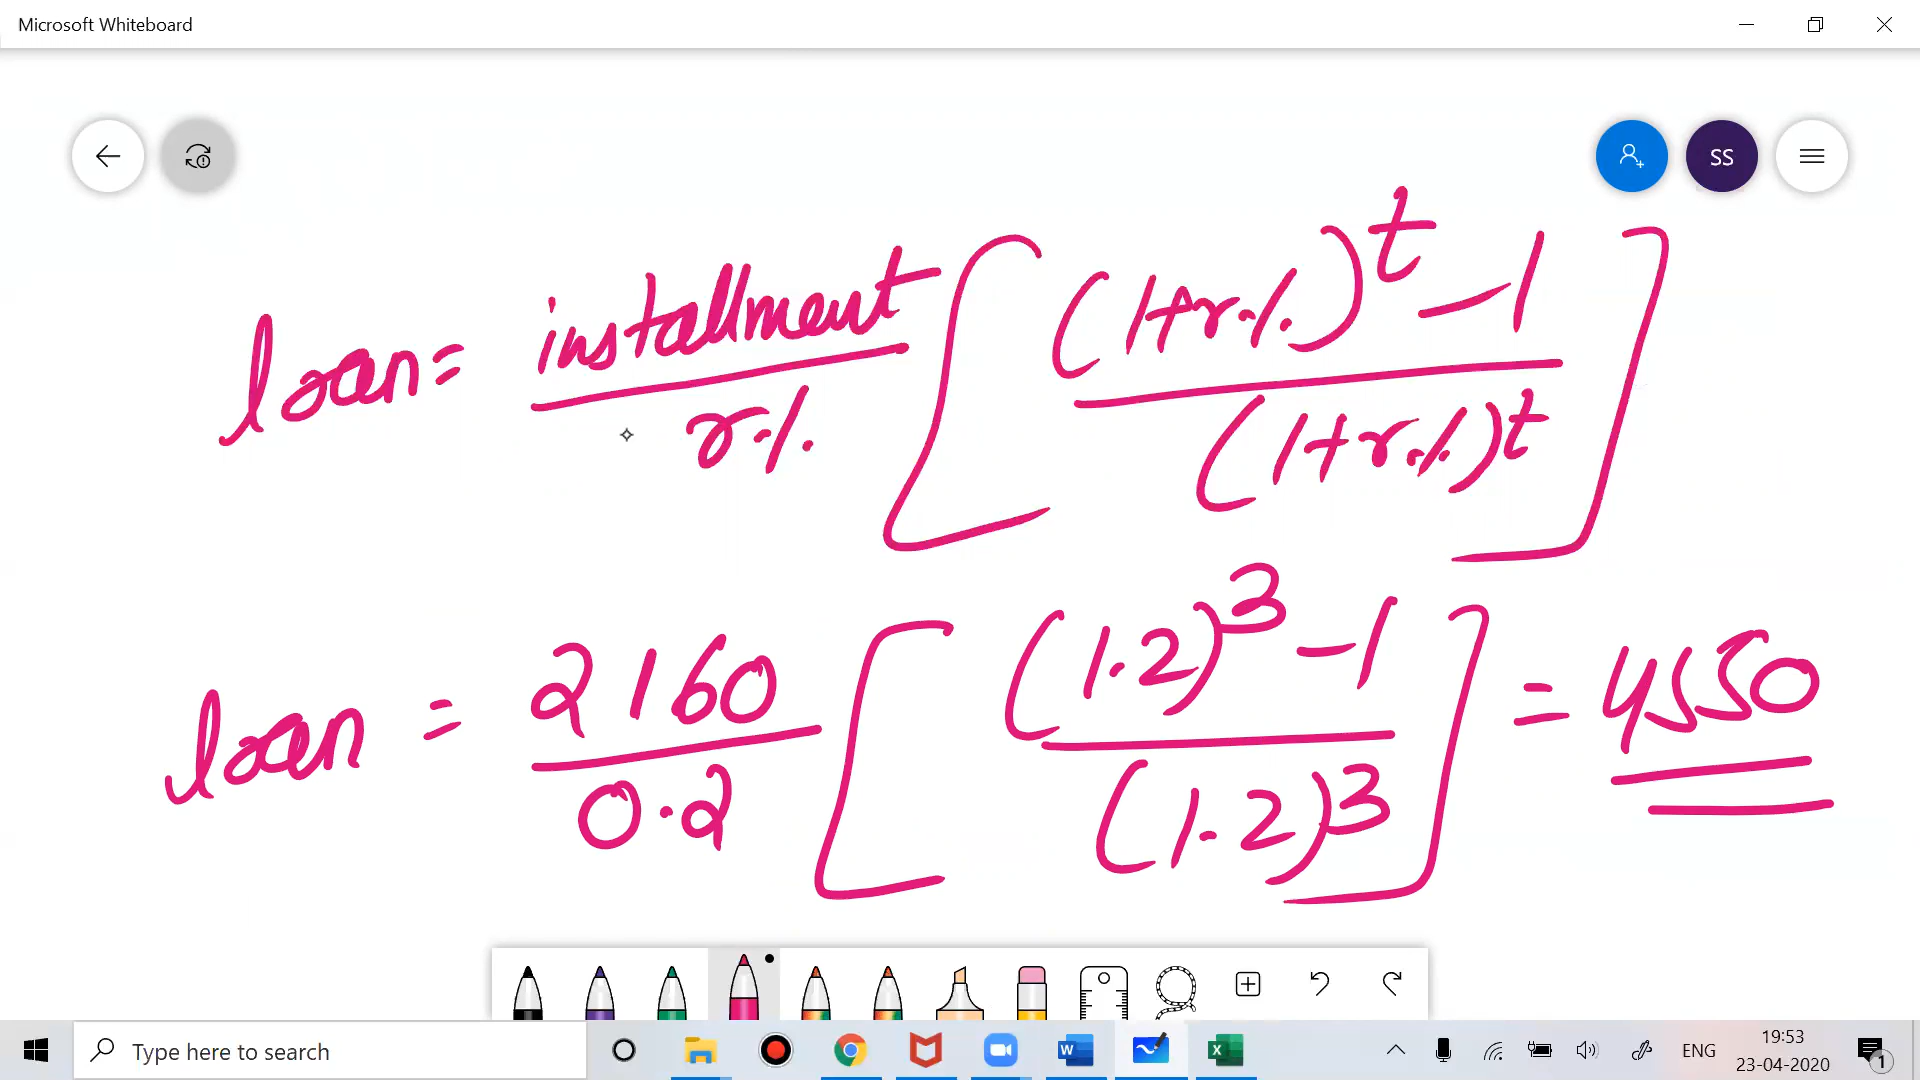 Microsoft Whiteboard
SS
loan = installment / r% [ (1+r%)^t - 1 / (1+r%)^t ]
loan = 2160 / 0.2 [ (1.2)^3 - 1 / (1.2)^3 ] = 4550
Type here to search
ENG
19:53
23-04-2020
1